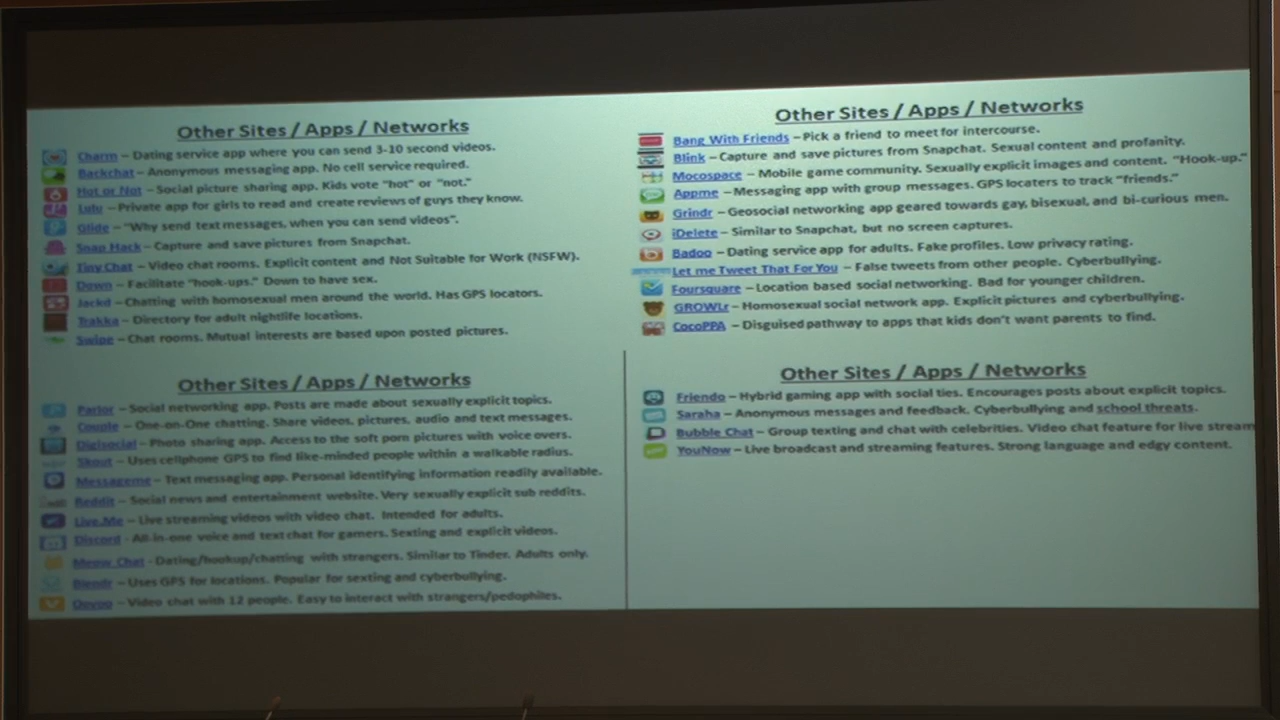 Other Sites / Apps / Networks
Charm – Dating service app where you can send 3-10 second videos.
Backchat – Anonymous messaging app. No cell service required.
Hot or Not – Social picture sharing app. Kids vote "hot" or "not."
Lulu – Private app for girls to read and create reviews of guys they know.
Glide – "Why send text messages, when you can send videos".
Snap Hack – Capture and save pictures from Snapchat.
Tiny Chat – Video chat rooms. Explicit content and Not Suitable for Work (NSFW).
Down – Facilitate "hook-ups." Down to have sex.
Jackd – Chatting with homosexual men around the world. Has GPS locators.
Trakka – Directory for adult nightlife locations.
Swipe – Chat rooms. Mutual interests are based upon posted pictures.
Other Sites / Apps / Networks
Bang With Friends – Pick a friend to meet for intercourse.
Blink – Capture and save pictures from Snapchat. Sexual content and profanity.
Mocospace – Mobile game community. Sexually explicit images and content. "Hook-up."
Appme – Messaging app with group messages. GPS locaters to track "friends."
Grindr – Geosocial networking app geared towards gay, bisexual, and bi-curious men.
iDelete – Similar to Snapchat, but no screen captures.
Badoo – Dating service app for adults. Fake profiles. Low privacy rating.
Let me Tweet That For You – False tweets from other people. Cyberbullying.
Foursquare – Location based social networking. Bad for younger children.
GROWLr – Homosexual social network app. Explicit pictures and cyberbullying.
CocoPPA – Disguised pathway to apps that kids don't want parents to find.
Other Sites / Apps / Networks
Parlor – Social networking app. Posts are made about sexually explicit topics.
Couple – One-on-One chatting. Share videos, pictures, audio and text messages.
Digisocial – Photo sharing app. Access to the soft porn pictures with voice overs.
Skout – Uses cellphone GPS to find like-minded people within a walkable radius.
Messageme – Text messaging app. Personal identifying information readily available.
Reddit – Social news and entertainment website. Very sexually explicit sub reddits.
Live.Me – Live streaming videos with video chat. Intended for adults.
Discord - All-in-one voice and text chat for gamers. Sexting and explicit videos.
Meow Chat - Dating/hookup/chatting with strangers. Similar to Tinder. Adults only.
Blendr – Uses GPS for locations. Popular for sexting and cyberbullying.
Oovoo – Video chat with 12 people. Easy to interact with strangers/pedophiles.
Other Sites / Apps / Networks
Friendo – Hybrid gaming app with social ties. Encourages posts about explicit topics.
Saraha – Anonymous messages and feedback. Cyberbullying and school threats.
Bubble Chat – Group texting and chat with celebrities. Video chat feature for live stream
YouNow – Live broadcast and streaming features. Strong language and edgy content.